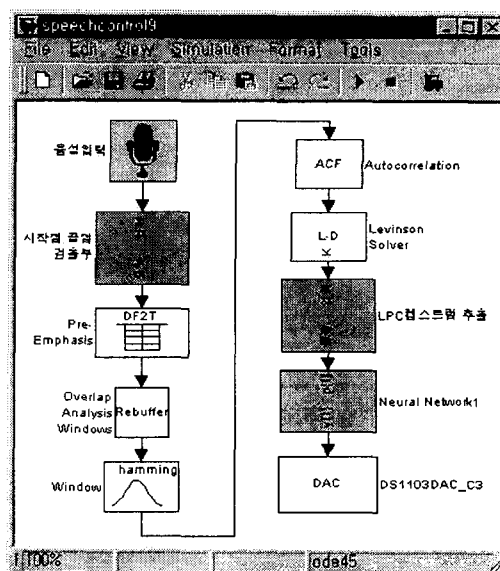 speechcontrol9
File Edit View Simulation Format Tools
음성입력
시작점 끝점
검출부
DF2T
Pre-
Emphasis
Overlap
Analysis
Windows
Rebuffer
hamming
Window
ACF
Autocorrelation
L-D
K
Levinson
Solver
LPC켑스트럼 추출
Neural Network1
DAC
DS1103DAC_C3
100%
ode45